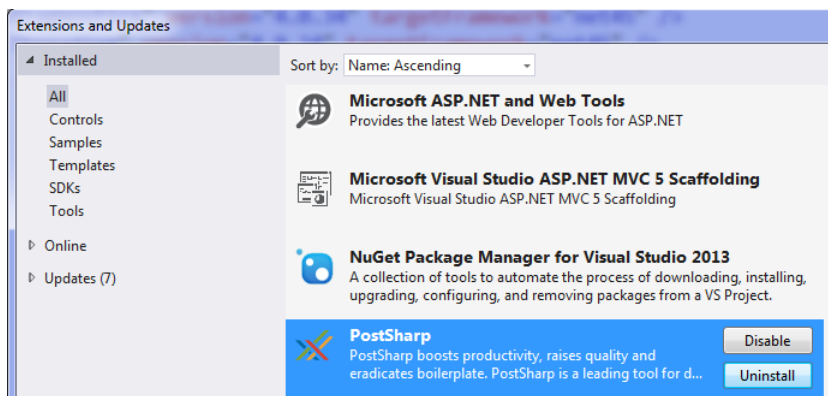 Extensions and Updates
Installed
All
Controls
Samples
Templates
SDKs
Tools
Online
Updates (7)
Sort by: Name: Ascending
Microsoft ASP.NET and Web Tools
Provides the latest Web Developer Tools for ASP.NET
Microsoft Visual Studio ASP.NET MVC 5 Scaffolding
Microsoft Visual Studio ASP.NET MVC 5 Scaffolding
NuGet Package Manager for Visual Studio 2013
A collection of tools to automate the process of downloading, installing,
upgrading, configuring, and removing packages from a VS Project.
PostSharp
PostSharp boosts productivity, raises quality and
eradicates boilerplate. PostSharp is a leading tool for d...
Disable
Uninstall